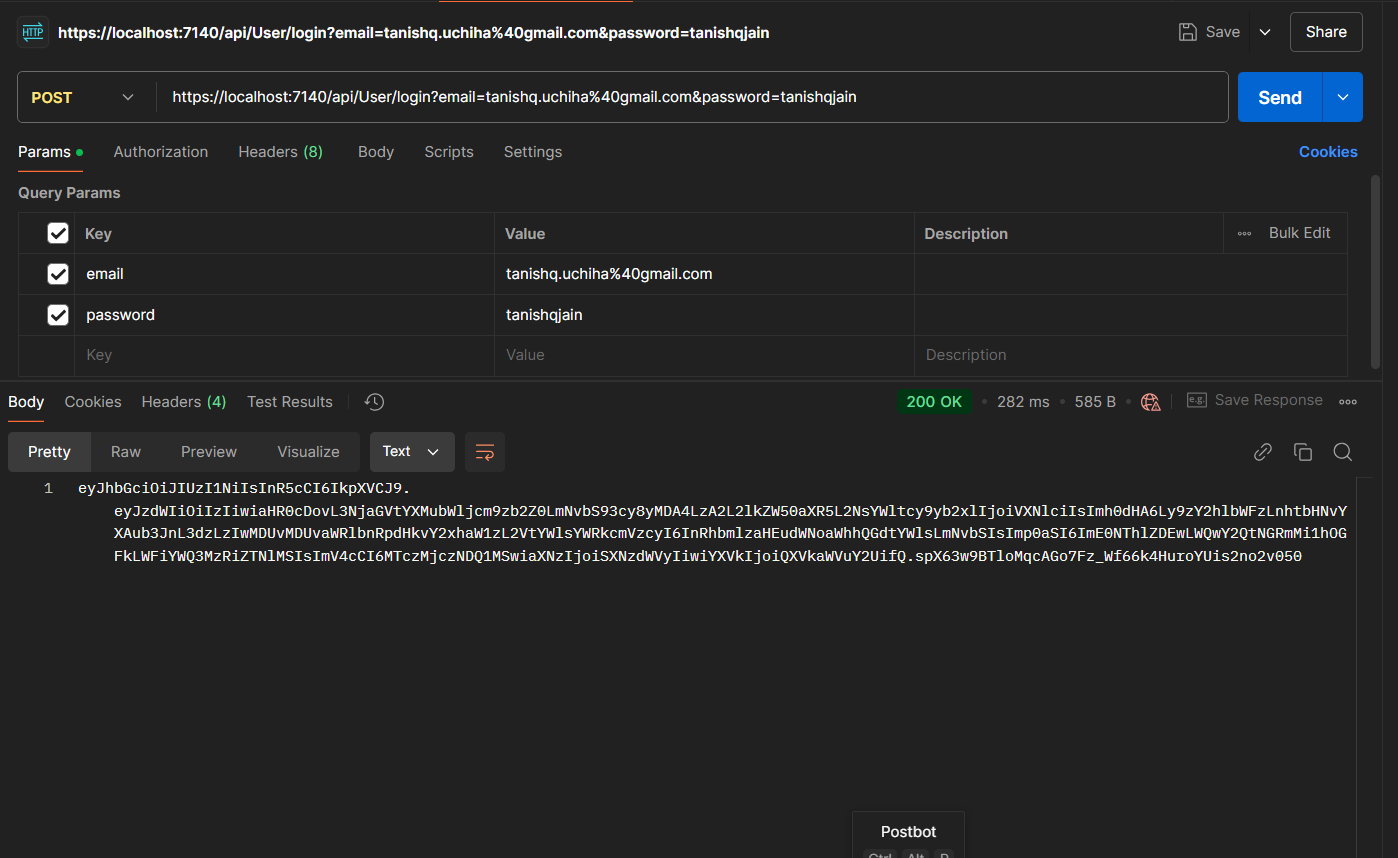 HTTP https://localhost:7140/api/User/login?email=tanishq.uchiha%40gmail.com&password=tanishqjain Save Share
POST https://localhost:7140/api/User/login?email=tanishq.uchiha%40gmail.com&password=tanishqjain Send
Params Authorization Headers (8) Body Scripts Settings Cookies
Query Params
Key Value Description Bulk Edit
email tanishq.uchiha%40gmail.com
password tanishqjain
Key Value Description
Body Cookies Headers (4) Test Results 200 OK 282 ms 585 B e.g. Save Response
Pretty Raw Preview Visualize Text
1 eyJhbGciOiJIUzI1NiIsInR5cCI6IkpXVCJ9.
eyJzdWIiOiIzIiwiaHR0cDovL3NjaGVtYXMubWljcm9zb2Z0LmNvbS93cy8yMDA4LzA2L2lkZW50aXR5L2NsYWltcy9yb2xlIjoiVXNlciIsImh0dHA6Ly9zY2hlbWFzLnhtbHNvY
XAub3JnL3dzLzIwMDUvMDUvaWRlbnRpdHkvY2xhaW1zL2VtYWlsYWRkcmVzcyI6InRhbmlzaHEudWNoaWhhQGdtYWlsLmNvbSIsImp0aSI6ImE0NThlZDEwLWQwY2QtNGRmMi1hOG
FkLWFiYWQ3MzRiZTNlMSIsImV4cCI6MTczMjczNDQ1MSwiaXNzIjoiSXNzdWVyIiwiYXVkIjoiQXVkaWVuY2UifQ.spX63w9BTloMqcAGo7Fz_Wf66k4HuroYUis2no2v050
Postbot
Ctrl Alt P